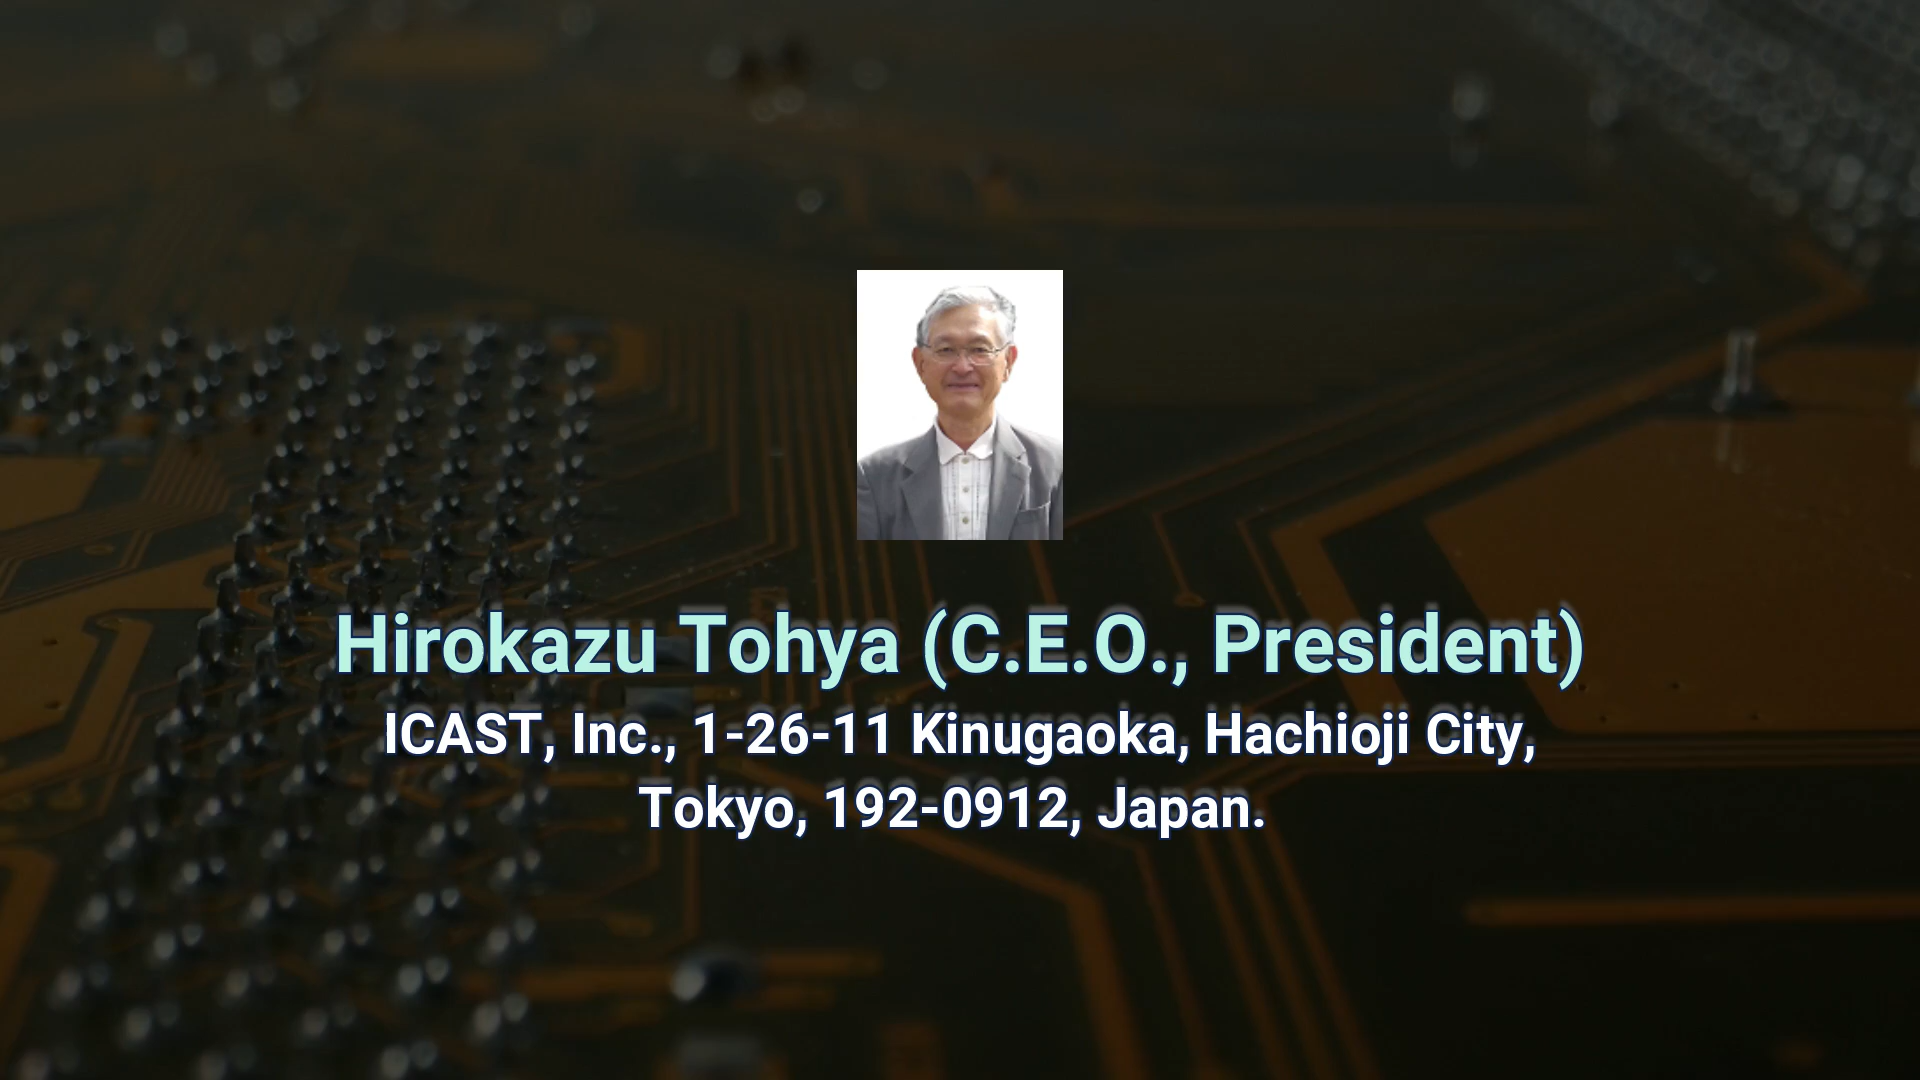 Hirokazu Tohya (C.E.O., President)
ICAST, Inc., 1-26-11 Kinugaoka, Hachioji City,
Tokyo, 192-0912, Japan.